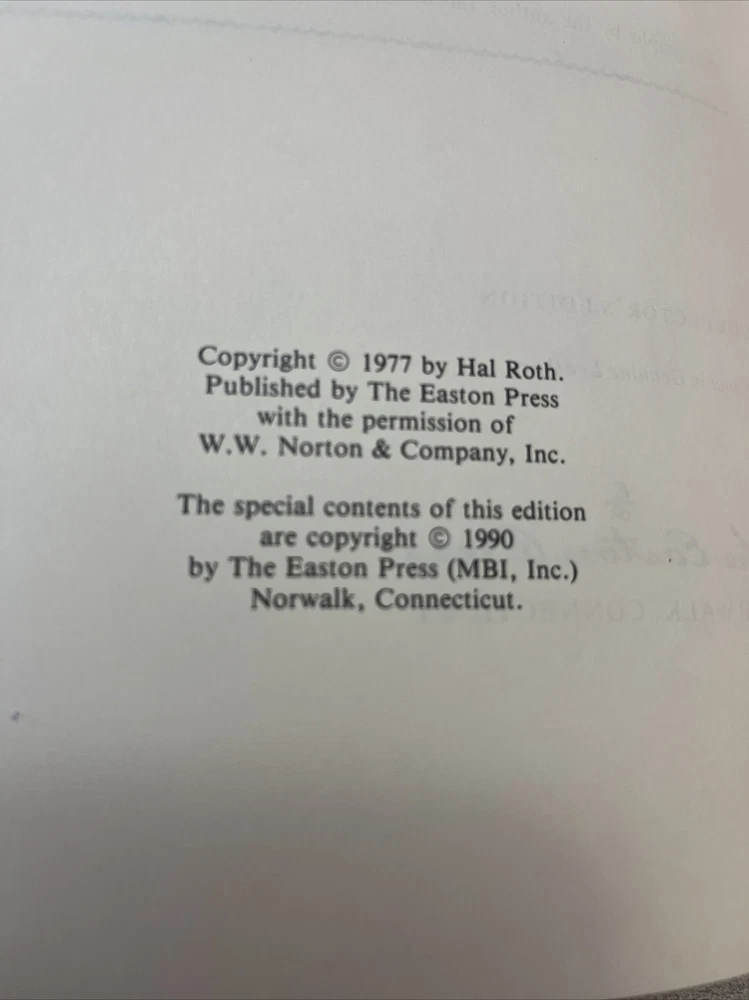 Copyright © 1977 by Hal Roth.
Published by The Easton Press
with the permission of
W.W. Norton & Company, Inc.
The special contents of this edition
are copyright © 1990
by The Easton Press (MBI, Inc.)
Norwalk, Connecticut.